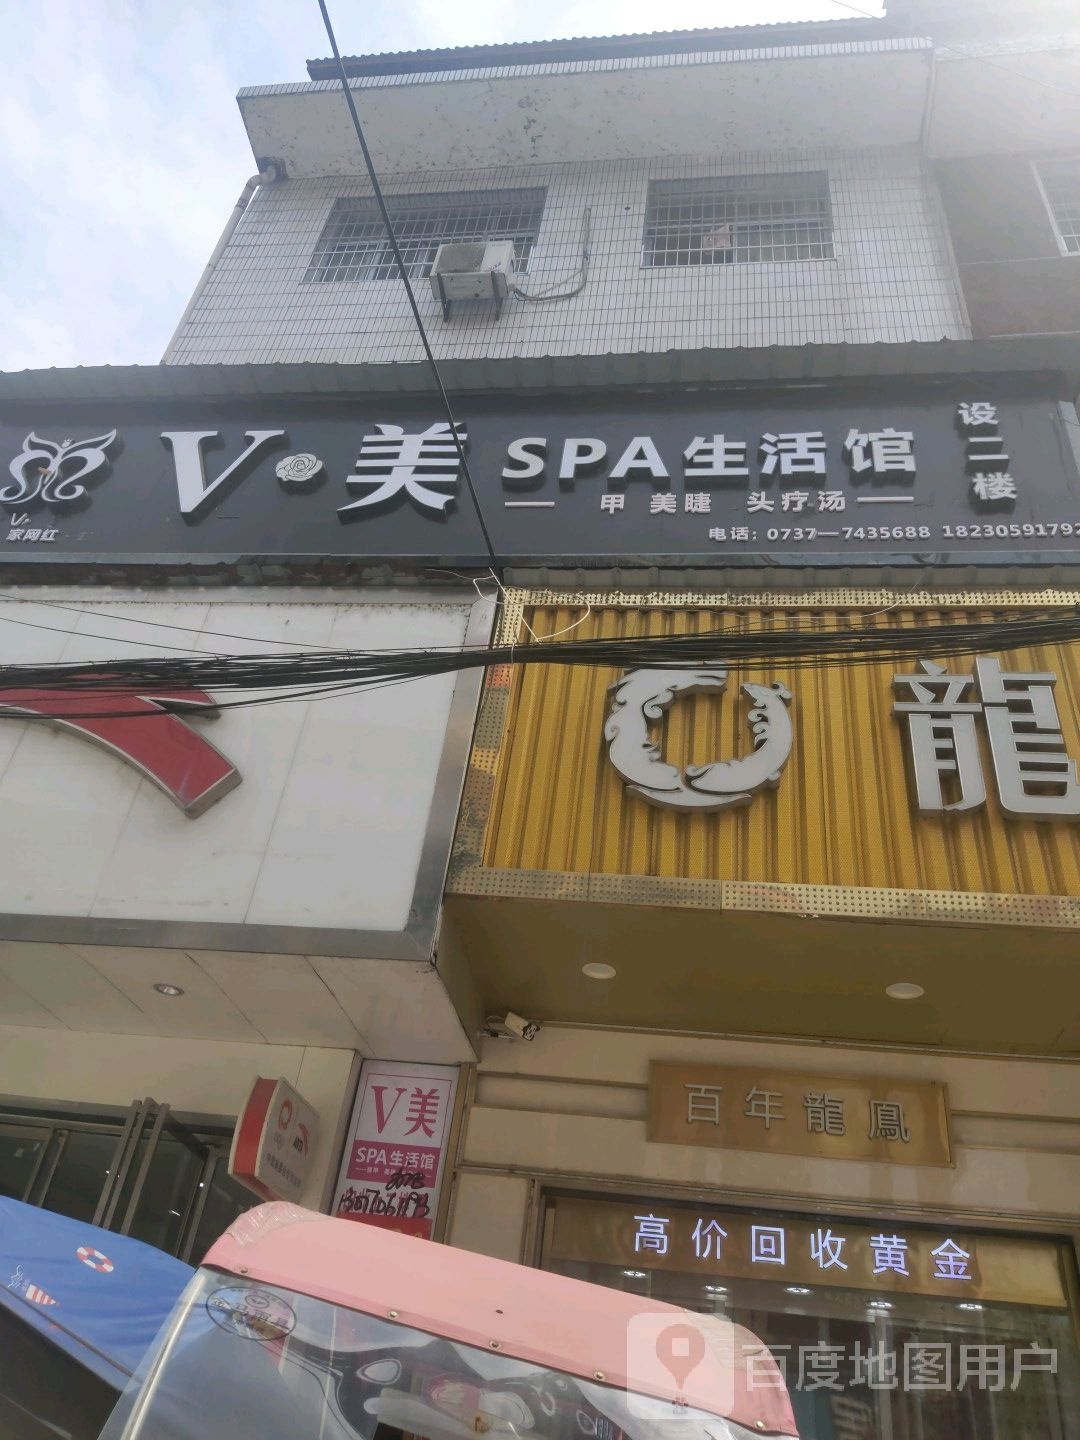 V·美 SPA生活馆 设二楼
甲 美睫 头疗汤
V·
家网红
电话：0737—7435688 18230591792
龍
V美
SPA生活馆
百年龍鳳
高价回收黄金
百度地图用户